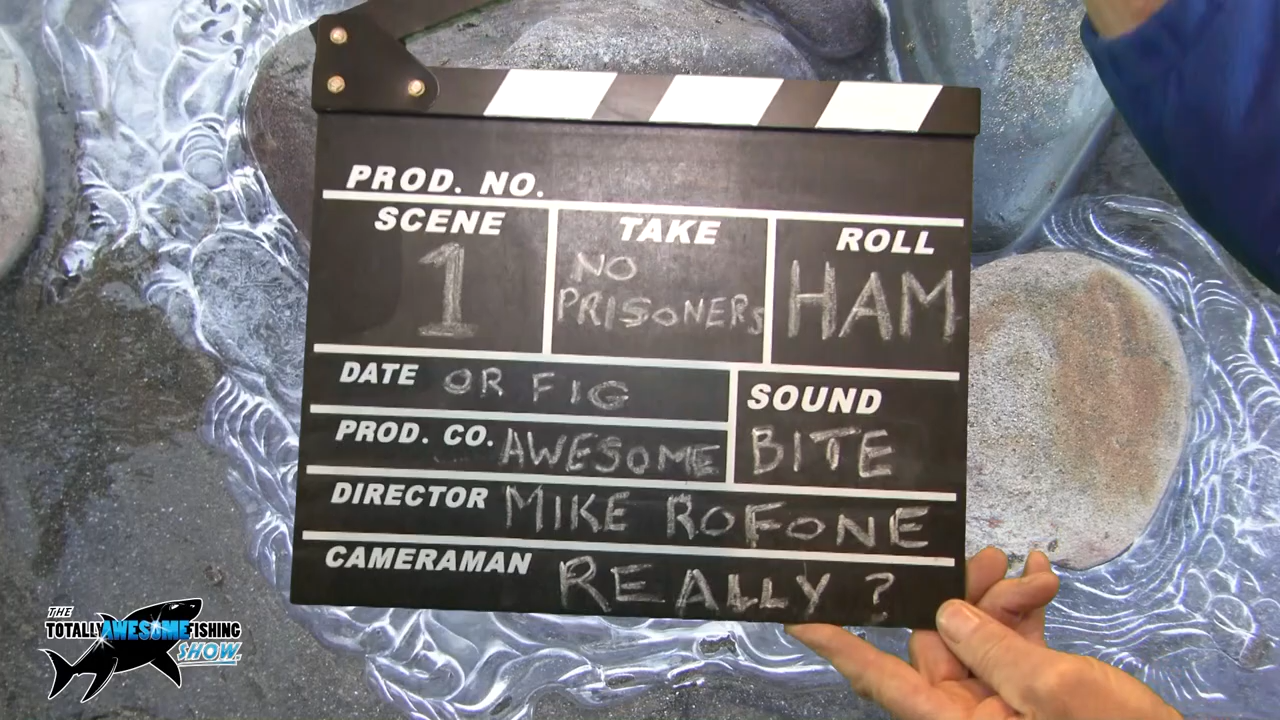 PROD. NO.
SCENE
1
TAKE
NO
PRISONERS
ROLL
HAM
DATE OR FIG
SOUND
BITE
PROD. CO. AWESOME
DIRECTOR MIKE ROFONE
CAMERAMAN REALLY?
THE
TOTALLY AWESOME FISHING
SHOW